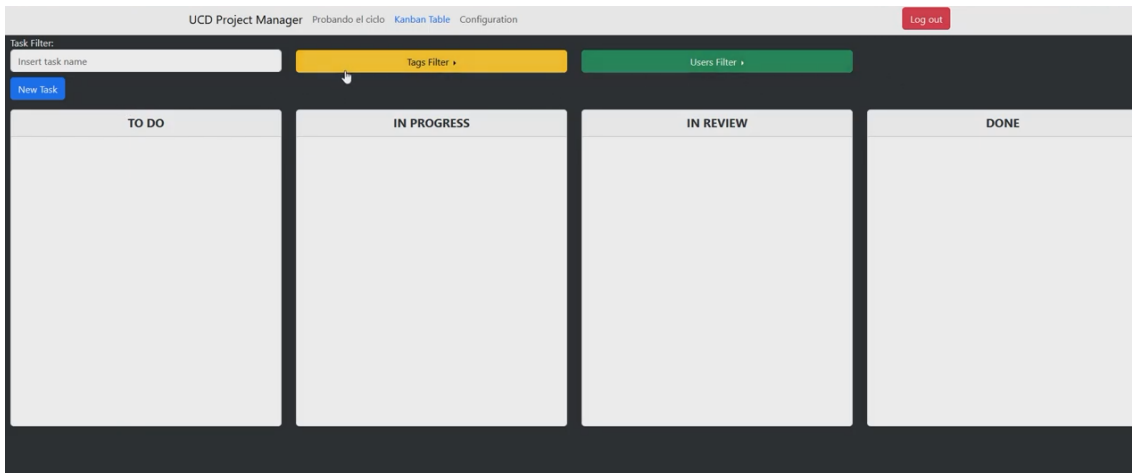 UCD Project Manager Probando el ciclo Kanban Table Configuration Log out
Task Filter:
Insert task name Tags Filter Users Filter
New Task
TO DO IN PROGRESS IN REVIEW DONE